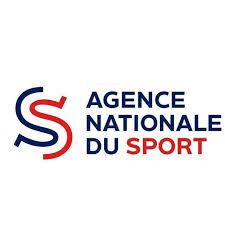 AGENCE
NATIONALE
DU SPORT